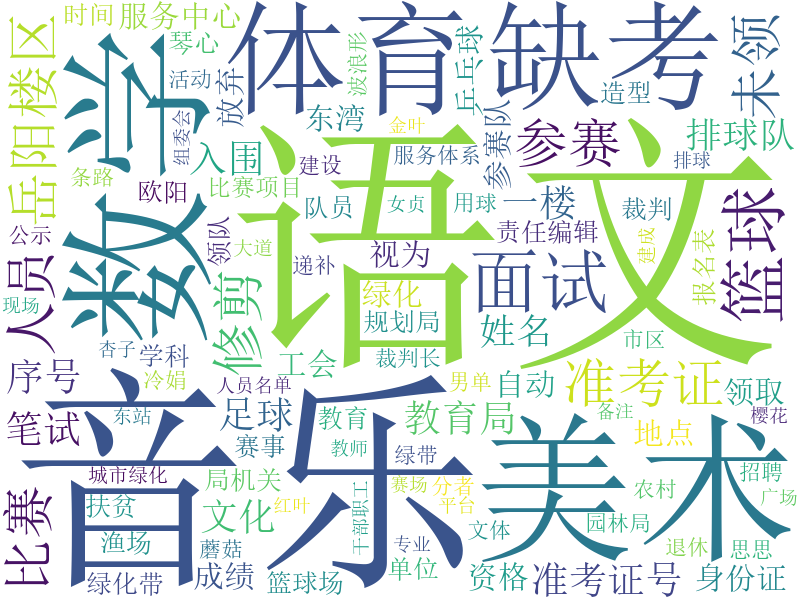 时间
服务中心
体育
缺考
岳阳楼区
学
琴心
活动
组委会
放弃
波浪形
乒乓球
造型
未领
东湾
金叶
参赛队
参赛
排球队
条路
欧阳
入围
比赛项目
建设
服务体系
排球
公示
领队
大道
队员
女贞
用球
一楼
裁判
篮球
数
语文
人员
现场
修剪
递补
视为
责任编辑
建成
报名表
绿化
面试
杏子
学科
规划局
姓名
市区
序号
冷娟
工会
裁判长
男单
自动
准考证
领取
人员名单
笔试
音乐
东站
足球
教育
教育局
备注
地点
樱花
赛事
教师
绿带
美术
城市绿化
局机关
红叶
干部职工
赛场
分者
平台
招聘
农村
广场
比赛
扶贫
文化
文体
园林局
渔场
蘑菇
专业
退休
思思
绿化带
成绩
篮球场
单位
资格
准考证号
身份证